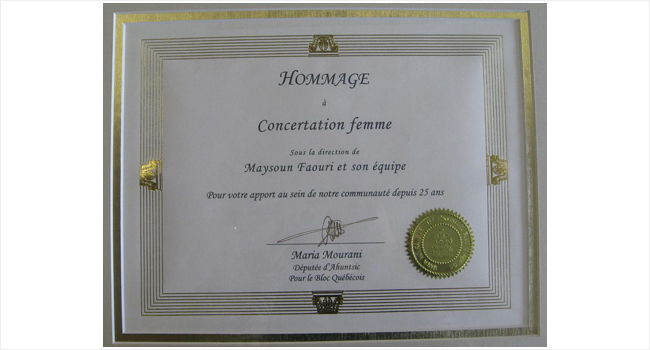 HOMMAGE
à
Concertation femme
Sous la direction de
Maysoun Faouri et son équipe
Pour votre apport au sein de notre communauté depuis 25 ans
Maria Mourani
Députée d'Ahuntsic
Pour le Bloc Québécois